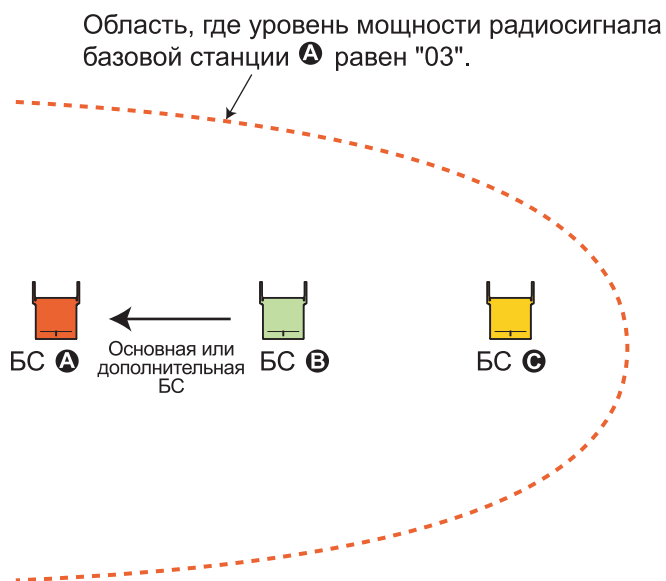 Область, где уровень мощности радиосигнала
базовой станции A равен "03".
БС A
Основная или
дополнительная
БС
БС B
БС C